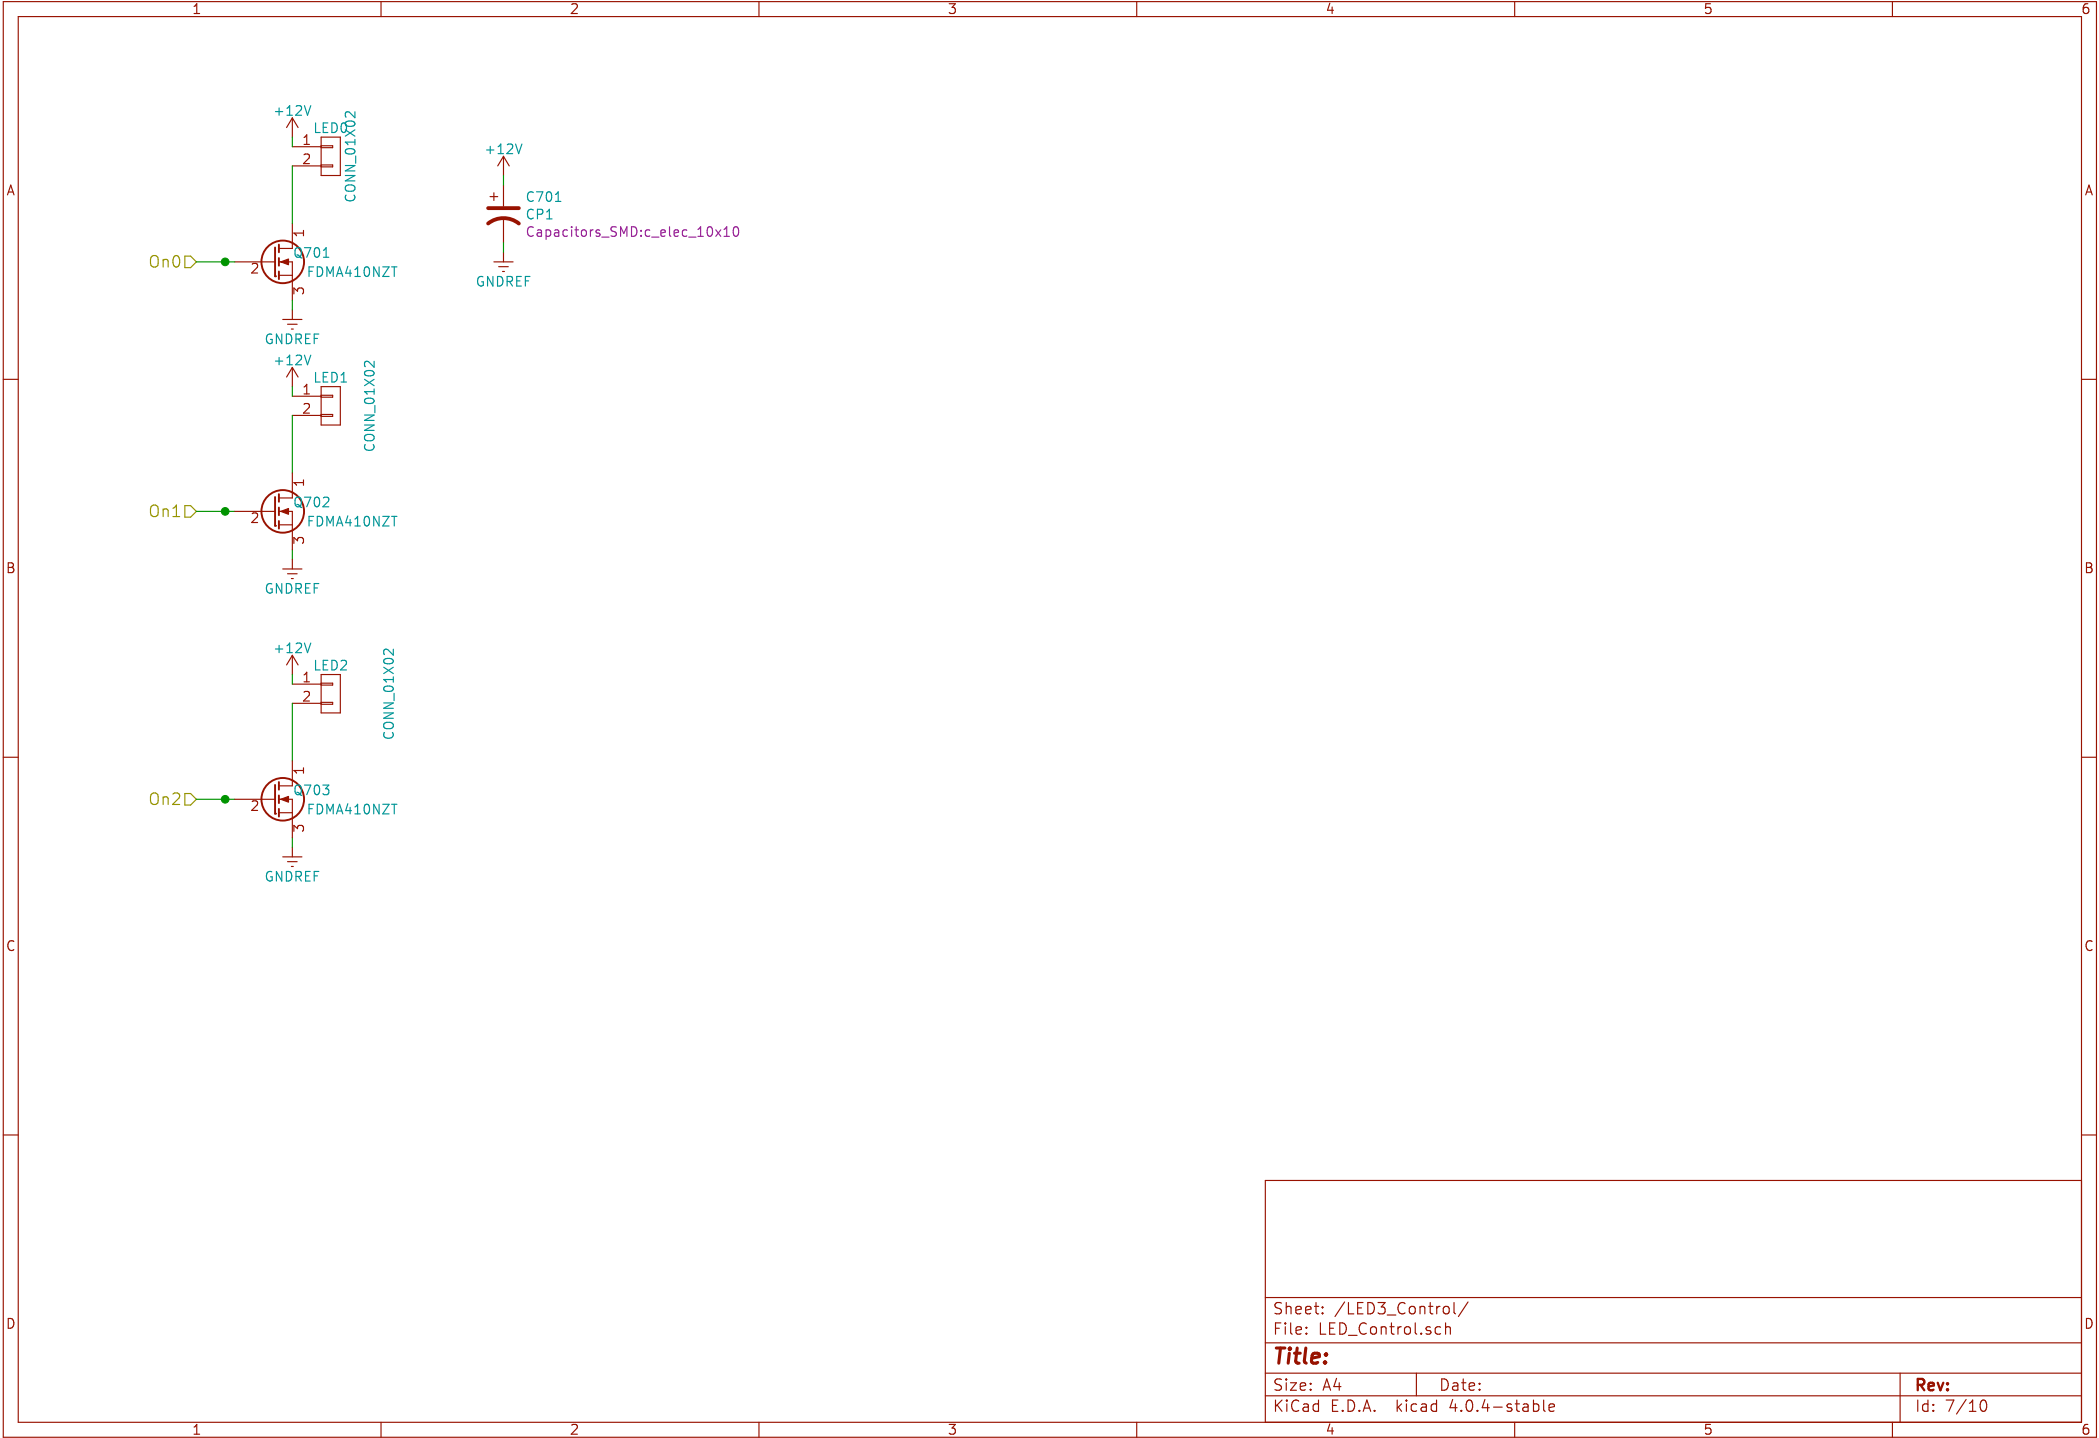 1 2 3 4 5 6
A A
B B
C C
D D
+12V
LED0
1
2
CONN_01X02
1
Q701
On0
2
FDMA410NZT
3
GNDREF
+12V
+
C701
CP1
Capacitors_SMD:c_elec_10x10
GNDREF
+12V
LED1
1
2
CONN_01X02
1
Q702
On1
2
FDMA410NZT
3
GNDREF
+12V
LED2
1
2
CONN_01X02
1
Q703
On2
2
FDMA410NZT
3
GNDREF
Sheet: /LED3_Control/
File: LED_Control.sch
Title:
Size: A4 Date: Rev:
KiCad E.D.A. kicad 4.0.4-stable Id: 7/10
1 2 3 4 5 6